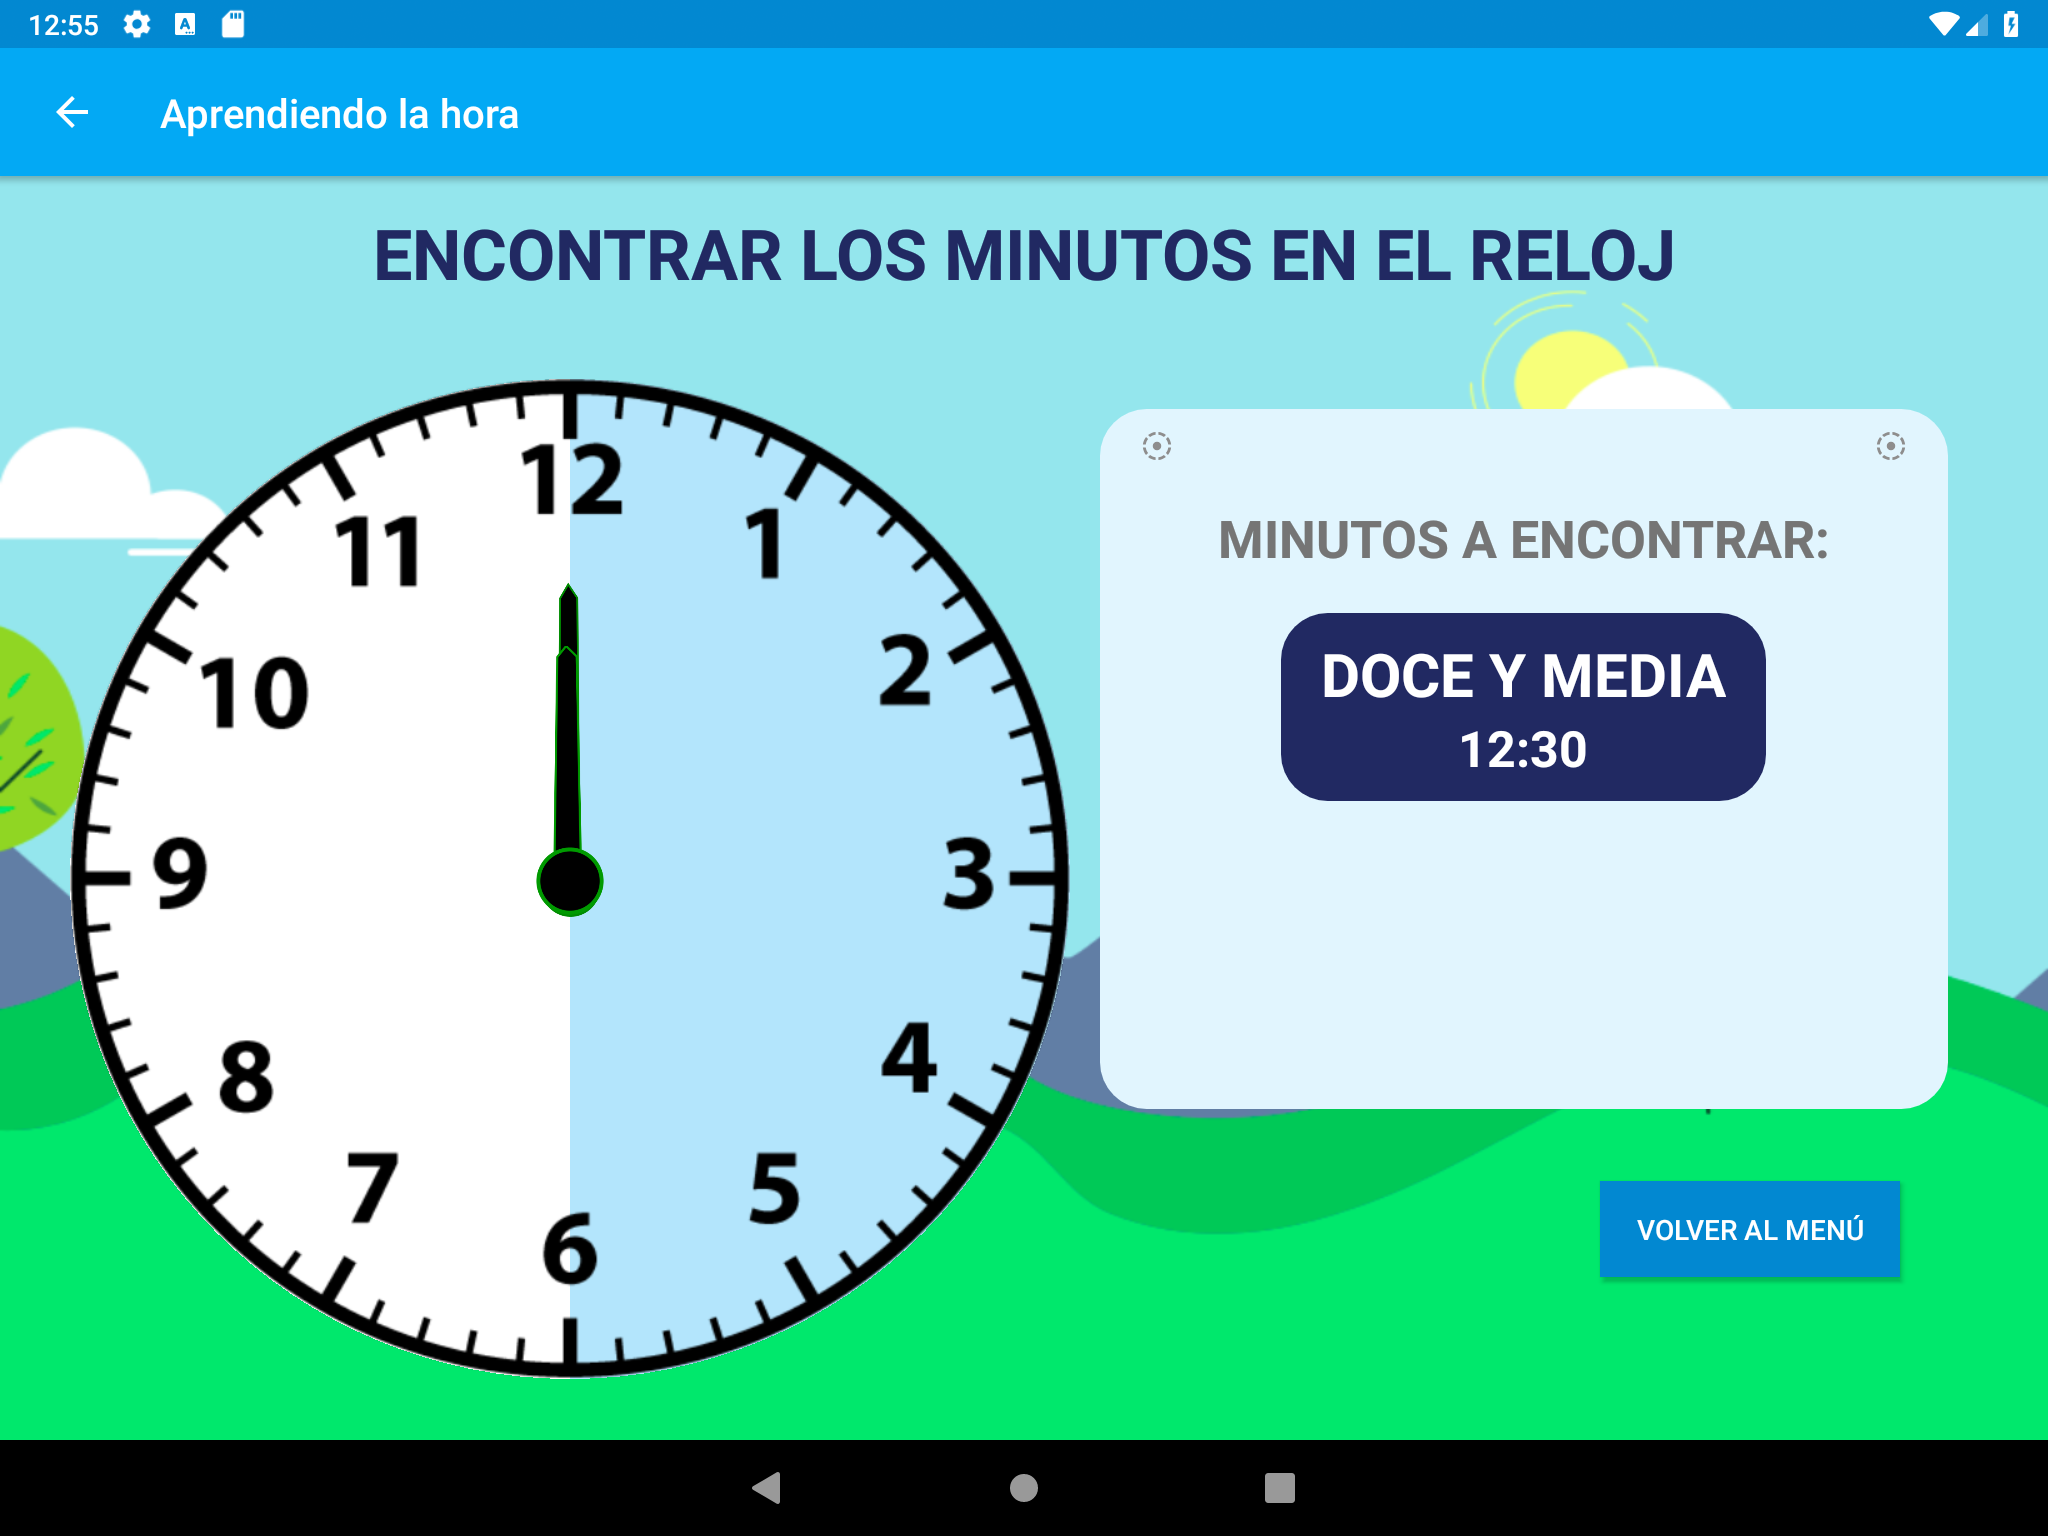 12:55
Aprendiendo la hora
ENCONTRAR LOS MINUTOS EN EL RELOJ
12
11
1
10
2
9
3
8
4
7
5
6
MINUTOS A ENCONTRAR:
DOCE Y MEDIA
12:30
VOLVER AL MENÚ